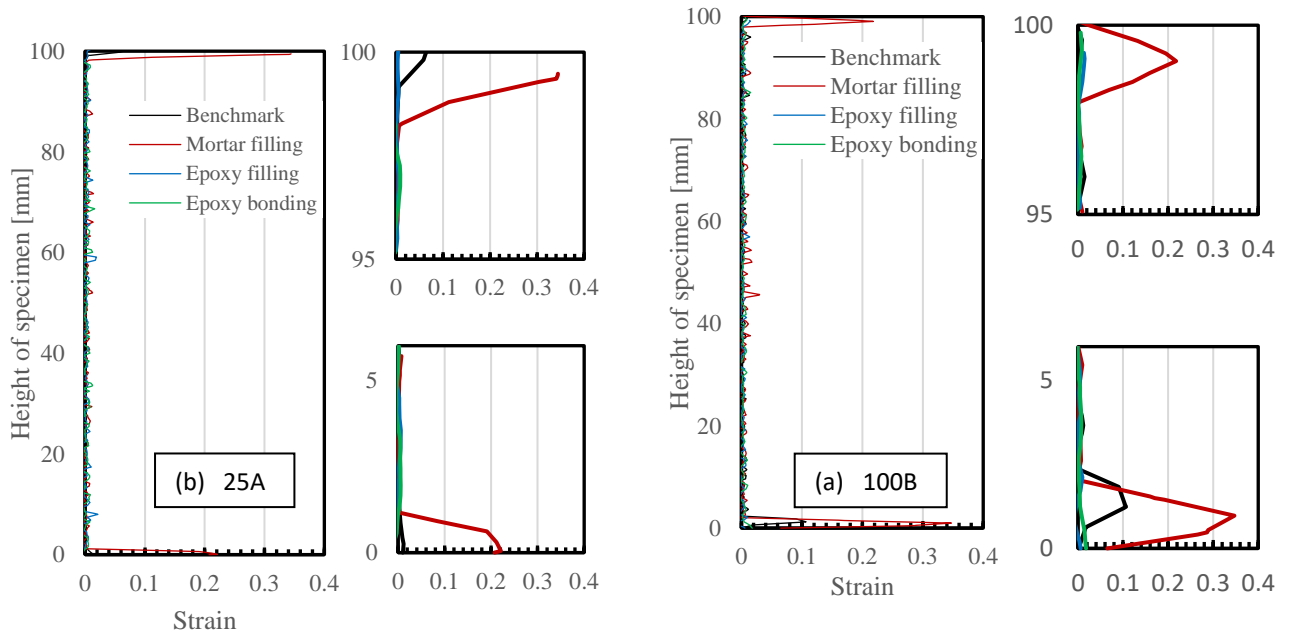 100
80
60
40
20
0
Height of specimen [mm]
Benchmark
Mortar filling
Epoxy filling
Epoxy bonding
(b) 25A
0 0.1 0.2 0.3 0.4
Strain
100
95
0 0.1 0.2 0.3 0.4
5
0
0 0.1 0.2 0.3 0.4
100
80
60
40
20
0
Height of specimen [mm]
Benchmark
Mortar filling
Epoxy filling
Epoxy bonding
(a) 100B
0 0.1 0.2 0.3 0.4
Strain
100
95
0 0.1 0.2 0.3 0.4
5
0
0 0.1 0.2 0.3 0.4